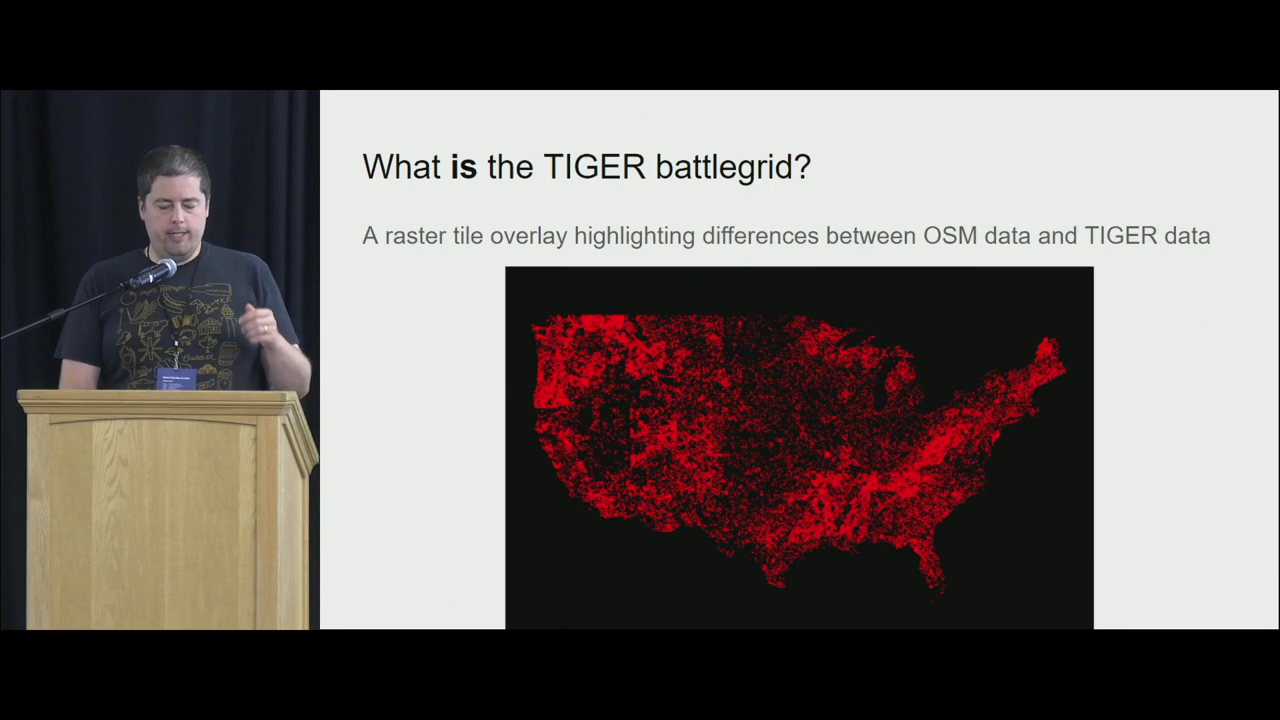 What is the TIGER battlegrid?
A raster tile overlay highlighting differences between OSM data and TIGER data